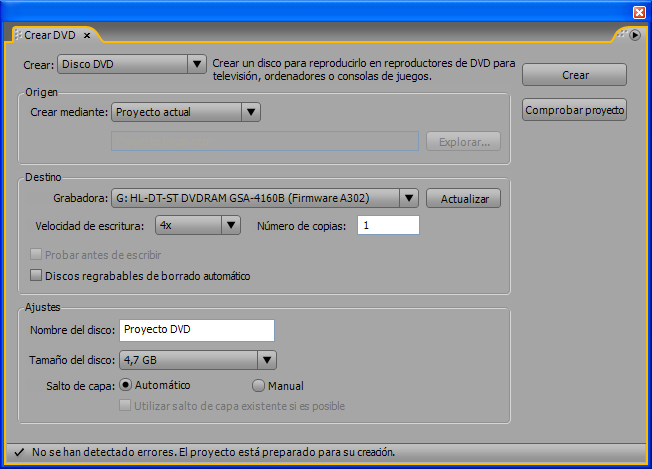 Crear DVD
Crear: Disco DVD Crear un disco para reproducirlo en reproductores de DVD para
televisión, ordenadores o consolas de juegos.
Crear
Origen
Crear mediante: Proyecto actual
Comprobar proyecto
Explorar...
Destino
Grabadora: G: HL-DT-ST DVDRAM GSA-4160B (Firmware A302) Actualizar
Velocidad de escritura: 4x Número de copias: 1
Probar antes de escribir
Discos regrabables de borrado automático
Ajustes
Nombre del disco: Proyecto DVD
Tamaño del disco: 4,7 GB
Salto de capa: Automático Manual
Utilizar salto de capa existente si es posible
No se han detectado errores. El proyecto está preparado para su creación.